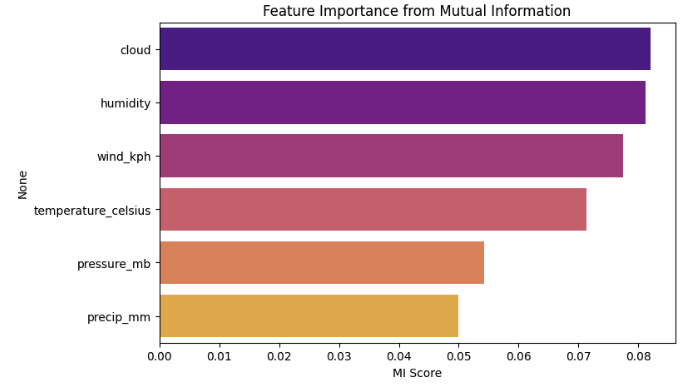 Feature Importance from Mutual Information
cloud
humidity
wind_kph
temperature_celsius
pressure_mb
precip_mm
None
0.00 0.01 0.02 0.03 0.04 0.05 0.06 0.07 0.08
MI Score